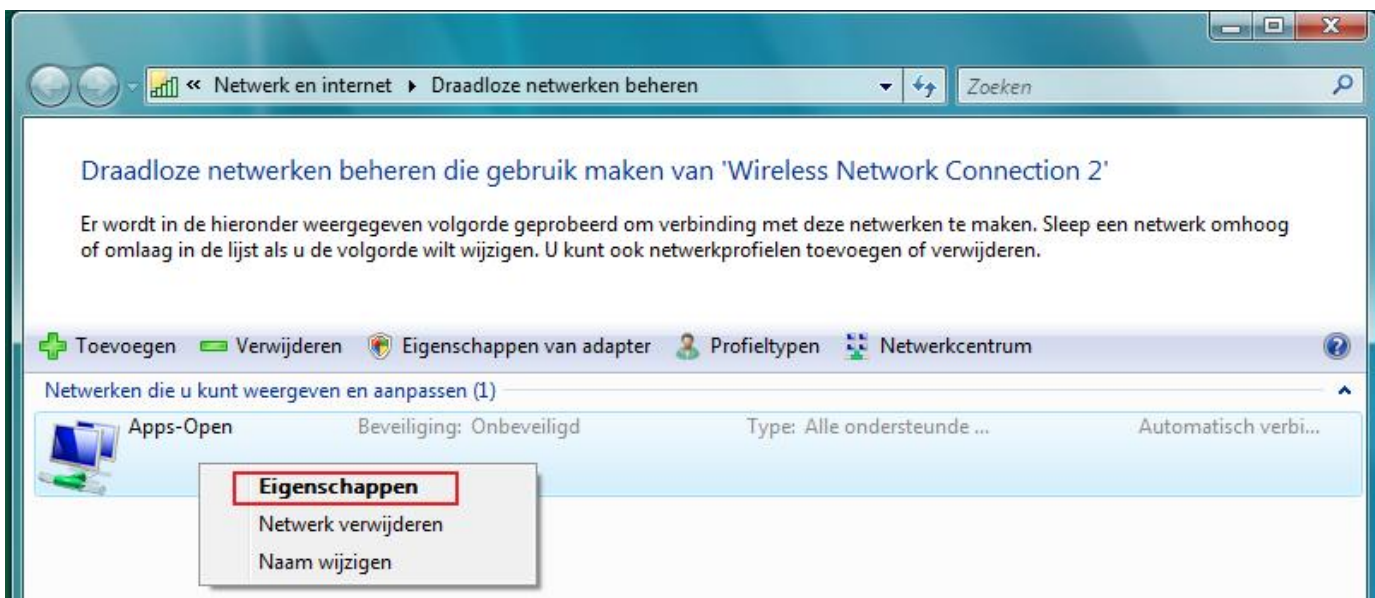 « Netwerk en internet ▸ Draadloze netwerken beheren
Zoeken
Draadloze netwerken beheren die gebruik maken van 'Wireless Network Connection 2'
Er wordt in de hieronder weergegeven volgorde geprobeerd om verbinding met deze netwerken te maken. Sleep een netwerk omhoog
of omlaag in de lijst als u de volgorde wilt wijzigen. U kunt ook netwerkprofielen toevoegen of verwijderen.
Toevoegen Verwijderen Eigenschappen van adapter Profieltypen Netwerkcentrum
Netwerken die u kunt weergeven en aanpassen (1)
Apps-Open Beveiliging: Onbeveiligd Type: Alle ondersteunde ... Automatisch verbi...
Eigenschappen
Netwerk verwijderen
Naam wijzigen